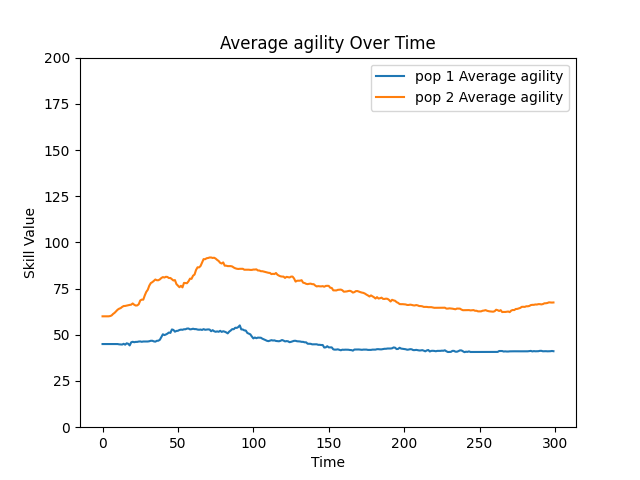 Average agility Over Time
pop 1 Average agility
pop 2 Average agility
200
175
150
125
100
75
50
25
0
Skill Value
0 50 100 150 200 250 300
Time